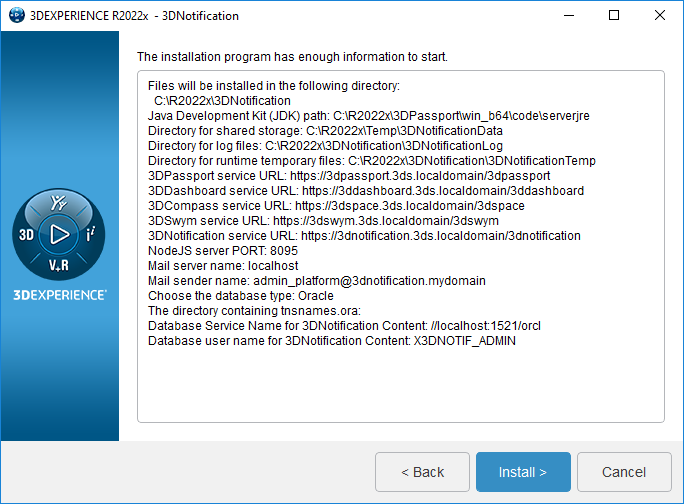 3DEXPERIENCE R2022x - 3DNotification
The installation program has enough information to start.
Files will be installed in the following directory:
C:\R2022x\3DNotification
Java Development Kit (JDK) path: C:\R2022x\3DPassport\win_b64\code\serverjre
Directory for shared storage: C:\R2022x\Temp\3DNotificationData
Directory for log files: C:\R2022x\3DNotification\3DNotificationLog
Directory for runtime temporary files: C:\R2022x\3DNotification\3DNotificationTemp
3DPassport service URL: https://3dpassport.3ds.localdomain/3dpassport
3DDashboard service URL: https://3ddashboard.3ds.localdomain/3ddashboard
3DCompass service URL: https://3dspace.3ds.localdomain/3dspace
3DSwym service URL: https://3dswym.3ds.localdomain/3dswym
3DNotification service URL: https://3dnotification.3ds.localdomain/3dnotification
NodeJS server PORT: 8095
Mail server name: localhost
Mail sender name: admin_platform@3dnotification.mydomain
Choose the database type: Oracle
The directory containing tnsnames.ora:
Database Service Name for 3DNotification Content: //localhost:1521/orcl
Database user name for 3DNotification Content: X3DNOTIF_ADMIN
3D
i²
V+R
3DEXPERIENCE®
< Back
Install >
Cancel